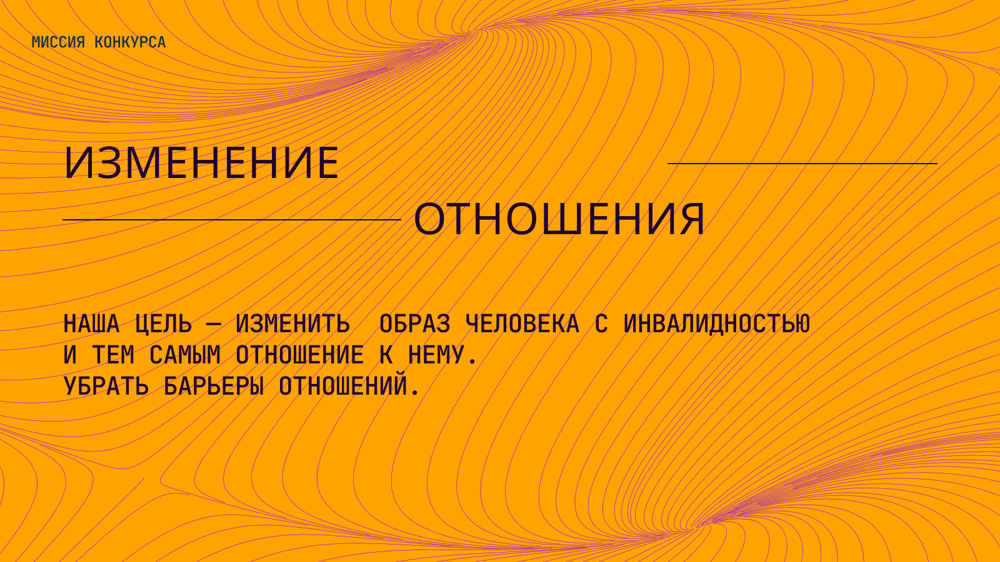 МИССИЯ КОНКУРСА
ИЗМЕНЕНИЕ
ОТНОШЕНИЯ
НАША ЦЕЛЬ — ИЗМЕНИТЬ  ОБРАЗ ЧЕЛОВЕКА С ИНВАЛИДНОСТЬЮ
И ТЕМ САМЫМ ОТНОШЕНИЕ К НЕМУ.
УБРАТЬ БАРЬЕРЫ ОТНОШЕНИЙ.